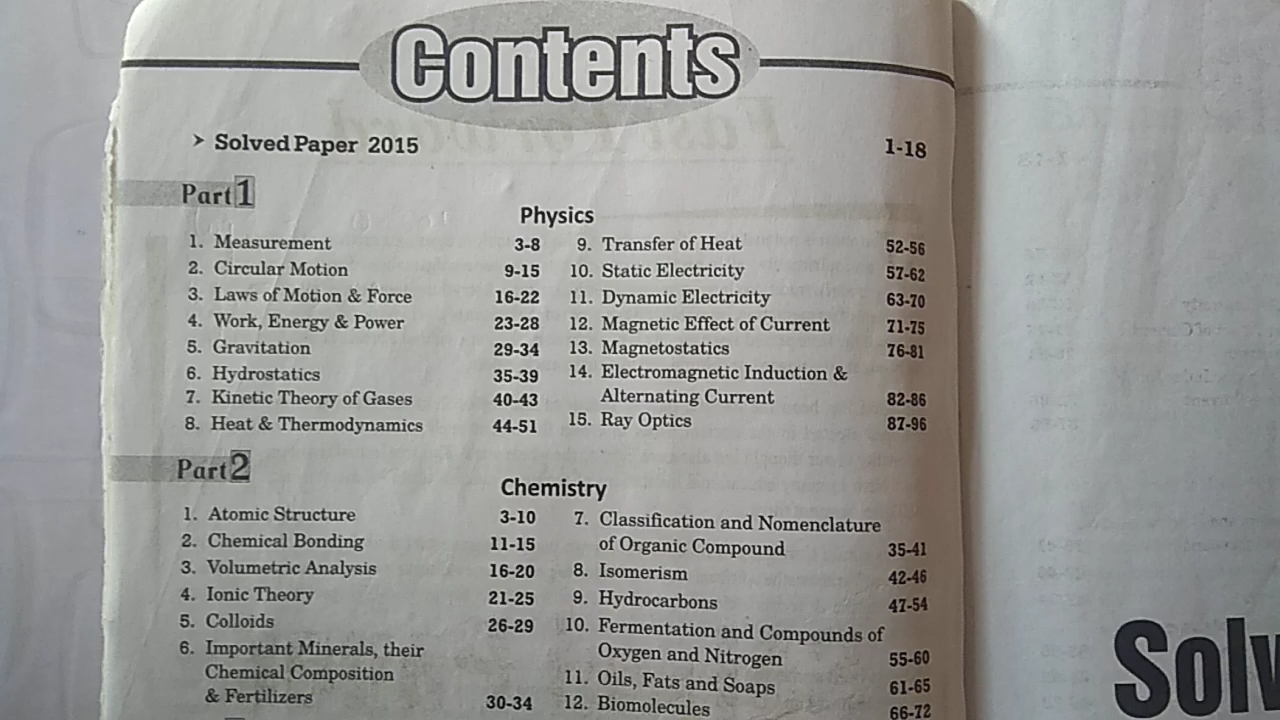 Contents
➤ Solved Paper 2015 1-18
Part 1
Physics
1. Measurement 3-8
2. Circular Motion 9-15
3. Laws of Motion & Force 16-22
4. Work, Energy & Power 23-28
5. Gravitation 29-34
6. Hydrostatics 35-39
7. Kinetic Theory of Gases 40-43
8. Heat & Thermodynamics 44-51
9. Transfer of Heat 52-56
10. Static Electricity 57-62
11. Dynamic Electricity 63-70
12. Magnetic Effect of Current 71-75
13. Magnetostatics 76-81
14. Electromagnetic Induction &
Alternating Current 82-86
15. Ray Optics 87-96
Part 2
Chemistry
1. Atomic Structure 3-10
2. Chemical Bonding 11-15
3. Volumetric Analysis 16-20
4. Ionic Theory 21-25
5. Colloids 26-29
6. Important Minerals, their
Chemical Composition
& Fertilizers 30-34
7. Classification and Nomenclature
of Organic Compound 35-41
8. Isomerism 42-46
9. Hydrocarbons 47-54
10. Fermentation and Compounds of
Oxygen and Nitrogen 55-60
11. Oils, Fats and Soaps 61-65
12. Biomolecules 66-72
Solv